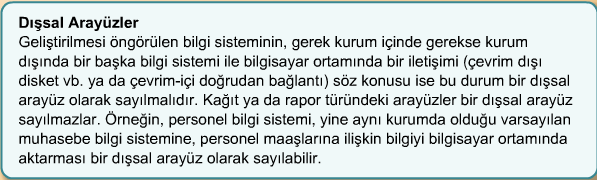 Dışsal Arayüzler
Geliştirilmesi öngörülen bilgi sisteminin, gerek kurum içinde gerekse kurum
dışında bir başka bilgi sistemi ile bilgisayar ortamında bir iletişimi (çevrim dışı
disket vb. ya da çevrim-içi doğrudan bağlantı) söz konusu ise bu durum bir dışsal
arayüz olarak sayılmalıdır. Kağıt ya da rapor türündeki arayüzler bir dışsal arayüz
sayılmazlar. Örneğin, personel bilgi sistemi, yine aynı kurumda olduğu varsayılan
muhasebe bilgi sistemine, personel maaşlarına ilişkin bilgiyi bilgisayar ortamında
aktarması bir dışsal arayüz olarak sayılabilir.